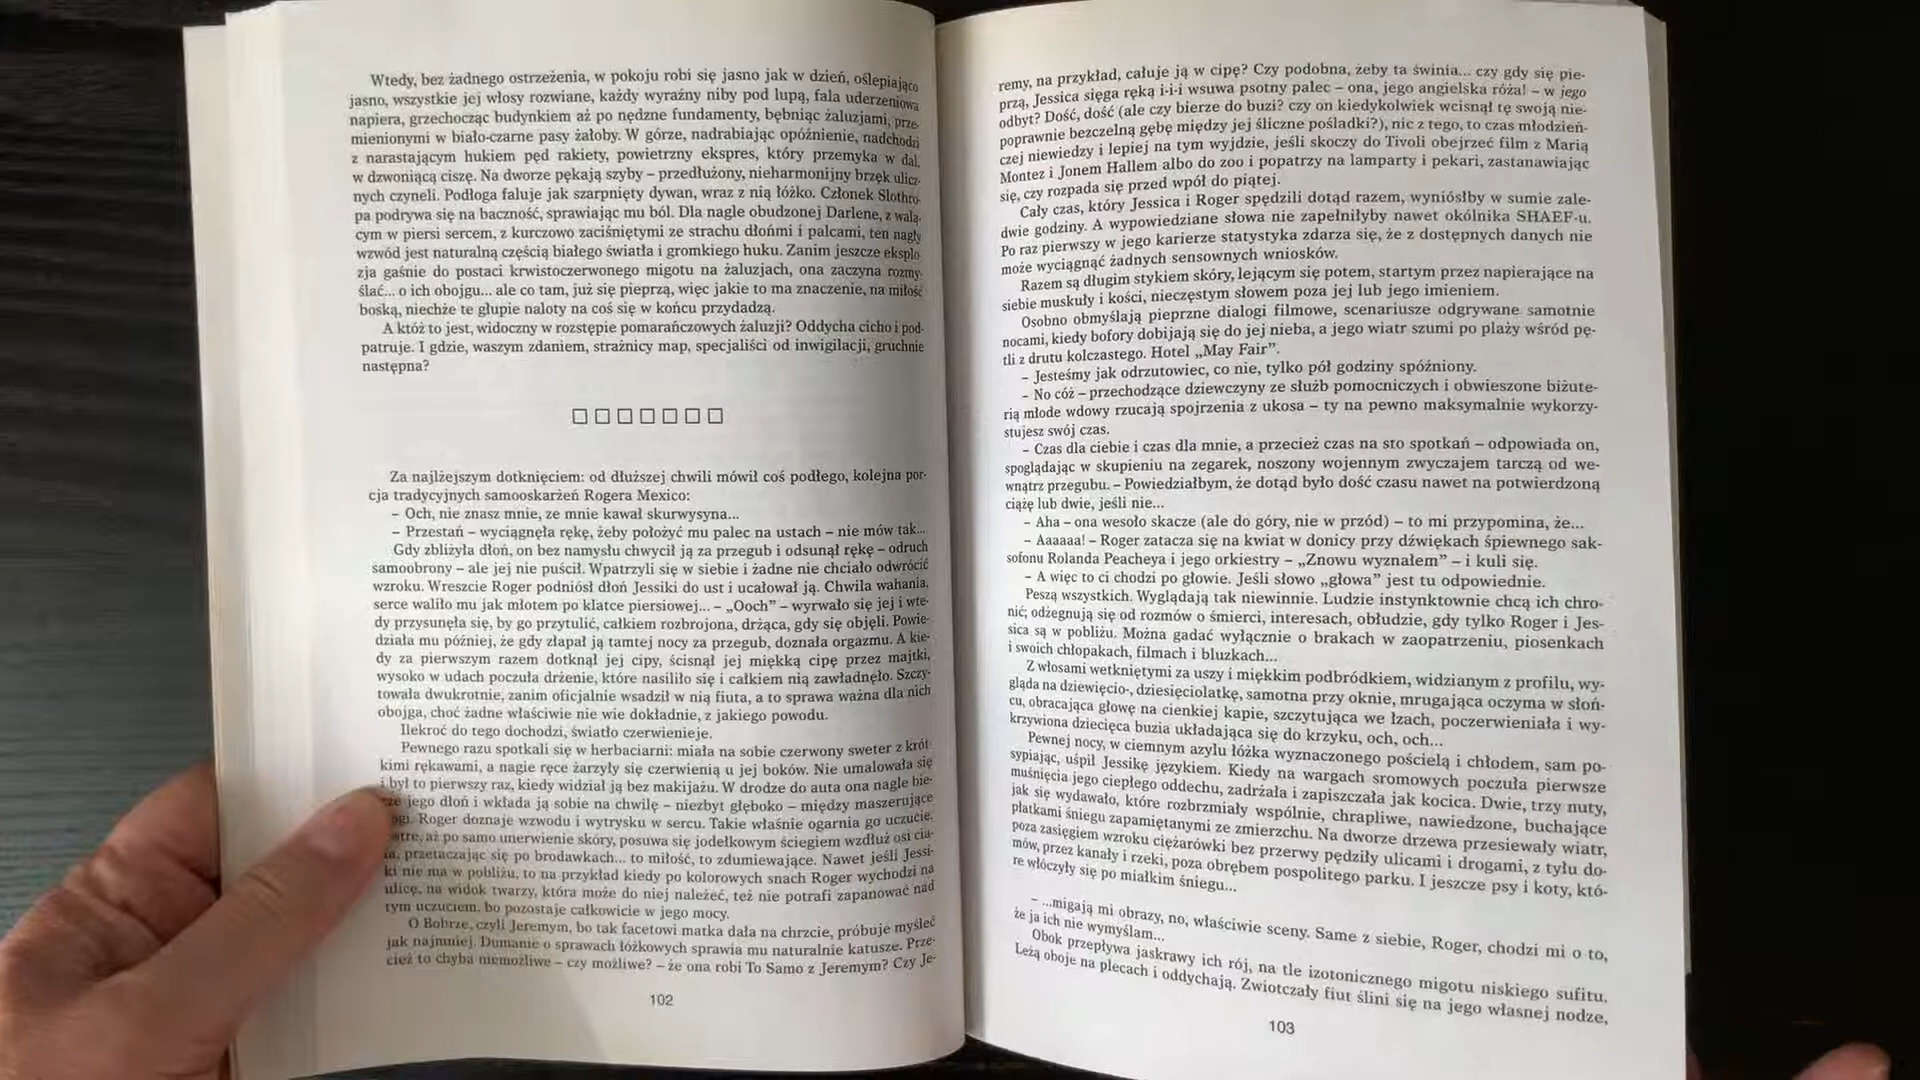 Wtedy, bez żadnego ostrzeżenia, w pokoju robi się jasno jak w dzień, oślepiająco
jasno, wszystkie jej włosy rozwiane, każdy wyraźny niby pod lupą, fala uderzeniowa
napiera, grzechocząc budynkiem aż po nędzne fundamenty, bębniąc żaluzjami, prze-
mienionymi w biało-czarne pasy żałoby. W górze, nadrabiając opóźnienie, nadchodzi
z narastającym hukiem pęd rakiety, powietrzny ekspres, który przemyka w dal,
w dzwoniącą ciszę. Na dworze pękają szyby – przedłużony, nieharmonijny brzęk ulicz-
nych czyneli. Podłoga faluje jak szarpnięty dywan, wraz z nią łóżko. Członek Slothro-
pa podrywa się na baczność, sprawiając mu ból. Dla nagle obudzonej Darlene, z walą-
cym w piersi sercem, z kurczowo zaciśniętymi ze strachu dłońmi i palcami, ten nagły
wzwód jest naturalną częścią białego światła i gromkiego huku. Zanim jeszcze eksplo-
zja gaśnie do postaci krwistoczerwonego migotu na żaluzjach, ona zaczyna rozmy-
ślać... o ich obojgu... ale co tam, już się pieprzą, więc jakie to ma znaczenie, na miłość
boską, niechże te głupie naloty na coś się w końcu przydadzą.
A któż to jest, widoczny w rozstępie pomarańczowych żaluzji? Oddycha cicho i pod-
patruje. I gdzie, waszym zdaniem, strażnicy map, specjaliści od inwigilacji, gruchnie
następna?
□ □ □ □ □ □ □
Za najlżejszym dotknięciem: od dłuższej chwili mówił coś podłego, kolejna por-
cja tradycyjnych samooskarżeń Rogera Mexico:
– Och, nie znasz mnie, ze mnie kawał skurwysyna...
– Przestań – wyciągnęła rękę, żeby położyć mu palec na ustach – nie mów tak...
Gdy zbliżyła dłoń, on bez namysłu chwycił ją za przegub i odsunął rękę – odruch
samoobrony – ale jej nie puścił. Wpatrzyli się w siebie i żadne nie chciało odwrócić
wzroku. Wreszcie Roger podniósł dłoń Jessiki do ust i ucałował ją. Chwila wahania,
serce waliło mu jak młotem po klatce piersiowej... – „Ooch” – wyrwało się jej i wte-
dy przysunęła się, by go przytulić, całkiem rozbrojona, drżąca, gdy się objęli. Powie-
działa mu później, że gdy złapał ją tamtej nocy za przegub, doznała orgazmu. A kie-
dy za pierwszym razem dotknął jej cipy, ścisnął jej miękką cipę przez majtki,
wysoko w udach poczuła drżenie, które nasiliło się i całkiem nią zawładnęło. Szczy-
towała dwukrotnie, zanim oficjalnie wsadził w nią fiuta, a to sprawa ważna dla nich
obojga, choć żadne właściwie nie wie dokładnie, z jakiego powodu.
Ilekroć do tego dochodzi, światło czerwienieje.
Pewnego razu spotkali się w herbaciarni: miała na sobie czerwony sweter z krót-
kimi rękawami, a nagie ręce żarzyły się czerwienią u jej boków. Nie umalowała się
i był to pierwszy raz, kiedy widział ją bez makijażu. W drodze do auta ona nagle bie-
rze jego dłoń i wkłada ją sobie na chwilę – niezbyt głęboko – między maszerujące
nogi. Roger doznaje wzwodu i wytrysku w sercu. Takie właśnie ogarnia go uczucie.
aż po samo unerwienie skóry, posuwa się jodełkowym ściegiem wzdłuż osi cia-
ła, przetaczając się po brodawkach... to miłość, to zdumiewające. Nawet jeśli Jessi-
ki nie ma w pobliżu, to na przykład kiedy po kolorowych snach Roger wychodzi na
ulicę, na widok twarzy, która może do niej należeć, też nie potrafi zapanować nad
tym uczuciem, bo pozostaje całkowicie w jego mocy.
O Bobrze, czyli Jeremym, bo tak facetowi matka dała na chrzcie, próbuje myśleć
jak najmniej. Dumanie o sprawach łóżkowych sprawia mu naturalnie katusze. Prze-
cież to chyba niemożliwe – czy możliwe? – że ona robi To Samo z Jeremym? Czy Je-
102
remy, na przykład, całuje ją w cipę? Czy podobna, żeby ta świnia... czy gdy się pie-
przą, Jessica sięga ręką i-i-i wsuwa psotny palec – ona, jego angielska róża! – w jego
odbyt? Dość, dość (ale czy bierze do buzi? czy on kiedykolwiek wcisnął tę swoją nie-
poprawnie bezczelną gębę między jej śliczne pośladki?), nic z tego, to czas młodzień-
czej niewiedzy i lepiej na tym wyjdzie, jeśli skoczy do Tivoli obejrzeć film z Marią
Montez i Jonem Hallem albo do zoo i popatrzy na lamparty i pekari, zastanawiając
się, czy rozpada się przed wpół do piątej.
Cały czas, który Jessica i Roger spędzili dotąd razem, wyniósłby w sumie zale-
dwie godziny. A wypowiedziane słowa nie zapełniłyby nawet okólnika SHAEF-u.
Po raz pierwszy w jego karierze statystyka zdarza się, że z dostępnych danych nie
może wyciągnąć żadnych sensownych wniosków.
Razem są długim stykiem skóry, lejącym się potem, startym przez napierające na
siebie muskuły i kości, nieczęstym słowem poza jej lub jego imieniem.
Osobno obmyślają pieprzne dialogi filmowe, scenariusze odgrywane samotnie
nocami, kiedy bofory dobijają się do jej nieba, a jego wiatr szumi po plaży wśród pę-
tli z drutu kolczastego. Hotel „May Fair”.
– Jesteśmy jak odrzutowiec, co nie, tylko pół godziny spóźniony.
– No cóż – przechodzące dziewczyny ze służb pomocniczych i obwieszone biżute-
rią młode wdowy rzucają spojrzenia z ukosa – ty na pewno maksymalnie wykorzy-
stujesz swój czas.
– Czas dla ciebie i czas dla mnie, a przecież czas na sto spotkań – odpowiada on,
spoglądając w skupieniu na zegarek, noszony wojennym zwyczajem tarczą od we-
wnątrz przegubu. – Powiedziałbym, że dotąd było dość czasu nawet na potwierdzoną
ciążę lub dwie, jeśli nie...
– Aha – ona wesoło skacze (ale do góry, nie w przód) – to mi przypomina, że...
– Aaaaaa! – Roger zatacza się na kwiat w donicy przy dźwiękach śpiewnego sak-
sofonu Rolanda Peacheya i jego orkiestry – „Znowu wyznałem” – i kuli się.
– A więc to ci chodzi po głowie. Jeśli słowo „głowa” jest tu odpowiednie.
Peszą wszystkich. Wyglądają tak niewinnie. Ludzie instynktownie chcą ich chro-
nić; odżegnują się od rozmów o śmierci, interesach, obłudzie, gdy tylko Roger i Jes-
sica są w pobliżu. Można gadać wyłącznie o brakach w zaopatrzeniu, piosenkach
i swoich chłopakach, filmach i bluzkach...
Z włosami wetkniętymi za uszy i miękkim podbródkiem, widzianym z profilu, wy-
gląda na dziewięcio-, dziesięciolatkę, samotna przy oknie, mrugająca oczyma w słoń-
cu, obracająca głowę na cienkiej kapie, szczytująca we łzach, poczerwieniała i wy-
krzywiona dziecięca buzia układająca się do krzyku, och, och...
Pewnej nocy, w ciemnym azylu łóżka wyznaczonego pościelą i chłodem, sam po-
sypiając, uśpił Jessikę językiem. Kiedy na wargach sromowych poczuła pierwsze
muśnięcia jego ciepłego oddechu, zadrżała i zapiszczała jak kocica. Dwie, trzy nuty,
jak się wydawało, które rozbrzmiały wspólnie, chrapliwe, nawiedzone, buchające
płatkami śniegu zapamiętanymi ze zmierzchu. Na dworze drzewa przesiewały wiatr,
poza zasięgiem wzroku ciężarówki bez przerwy pędziły ulicami i drogami, z tyłu do-
mów, przez kanały i rzeki, poza obrębem pospolitego parku. I jeszcze psy i koty, któ-
re włóczyły się po miałkim śniegu...
– ...migają mi obrazy, no, właściwie sceny. Same z siebie, Roger, chodzi mi o to,
że ja ich nie wymyślam...
Obok przepływa jaskrawy ich rój, na tle izotonicznego migotu niskiego sufitu.
Leżą oboje na plecach i oddychają. Zwiotczały fiut ślini się na jego własnej nodze,
103